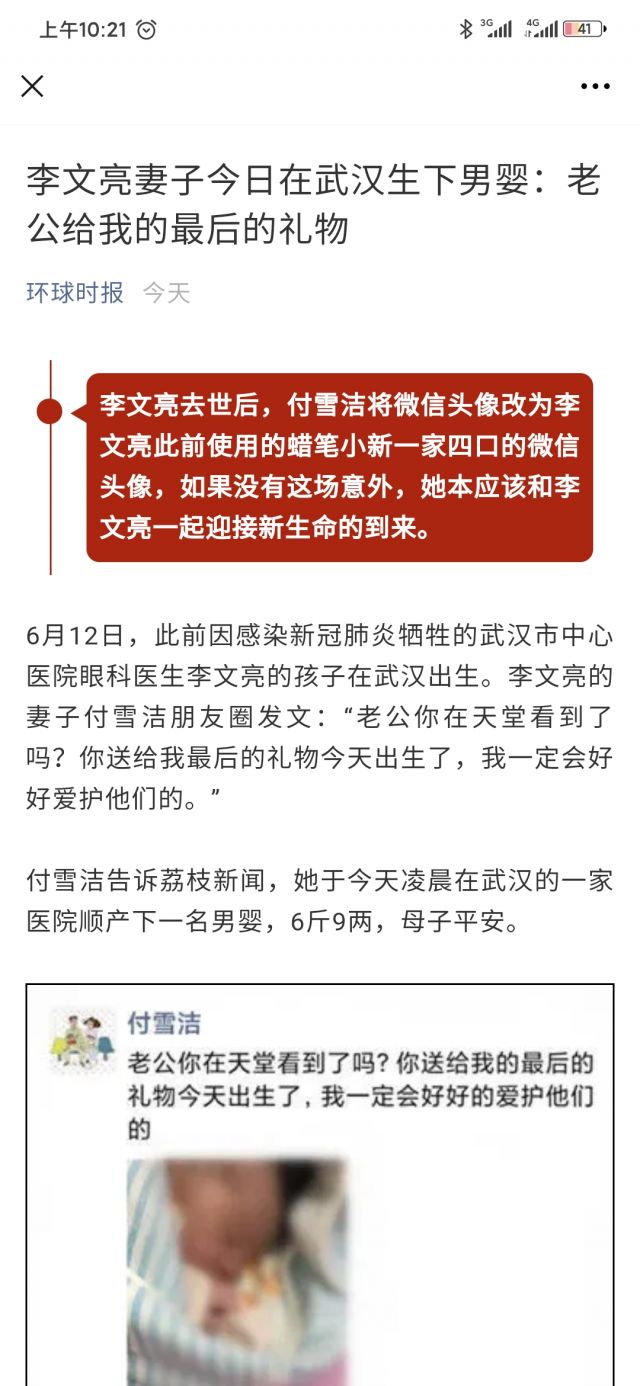 上午10:21
3G
4G
41
李文亮妻子今日在武汉生下男婴：老
公给我的最后的礼物
环球时报 今天
李文亮去世后，付雪洁将微信头像改为李
文亮此前使用的蜡笔小新一家四口的微信
头像，如果没有这场意外，她本应该和李
文亮一起迎接新生命的到来。
6月12日，此前因感染新冠肺炎牺牲的武汉市中心
医院眼科医生李文亮的孩子在武汉出生。李文亮的
妻子付雪洁朋友圈发文：“老公你在天堂看到了
吗？你送给我最后的礼物今天出生了，我一定会好
好爱护他们的。”
付雪洁告诉荔枝新闻，她于今天凌晨在武汉的一家
医院顺产下一名男婴，6斤9两，母子平安。
付雪洁
老公你在天堂看到了吗? 你送给我的最后的
礼物今天出生了, 我一定会好好的爱护他们
的